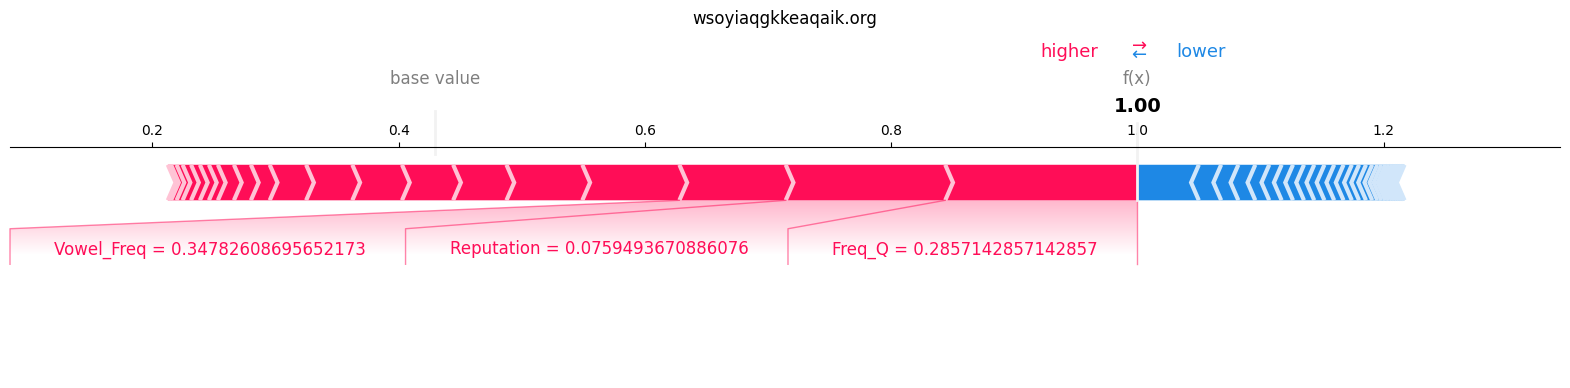 wsoyiaqgkkeaqaik.org
higher ⇄ lower
base value f(x)
1.00
0.2 0.4 0.6 0.8 1.0 1.2
Vowel_Freq = 0.34782608695652173 Reputation = 0.0759493670886076 Freq_Q = 0.2857142857142857